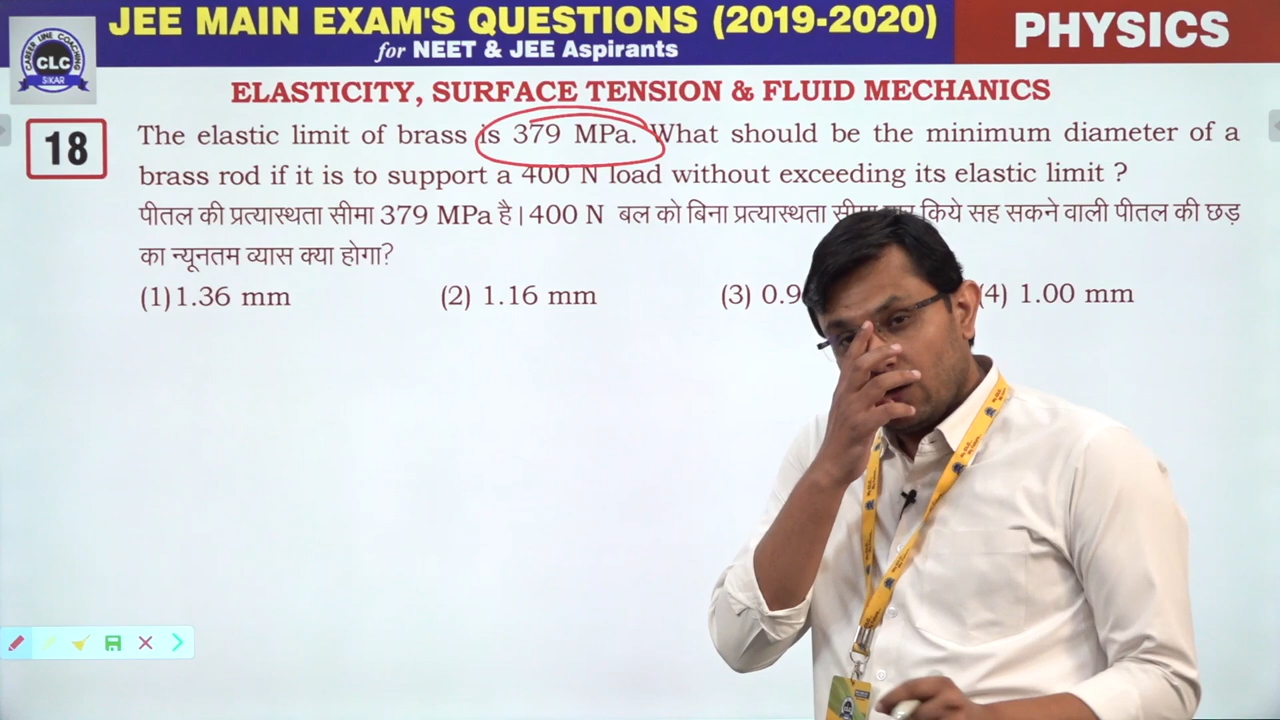 JEE MAIN EXAM'S QUESTIONS (2019-2020)
for NEET & JEE Aspirants
PHYSICS
CAREER LINE COACHING
CLC
SIKAR
ELASTICITY, SURFACE TENSION & FLUID MECHANICS
18
The elastic limit of brass is 379 MPa. What should be the minimum diameter of a
brass rod if it is to support a 400 N load without exceeding its elastic limit ?
पीतल की प्रत्यास्थता सीमा 379 MPa है। 400 N बल को बिना प्रत्यास्थता सीमा किये सह सकने वाली पीतल की छड़
का न्यूनतम व्यास क्या होगा?
(1) 1.36 mm (2) 1.16 mm (3) 0.9 (4) 1.00 mm
CLC